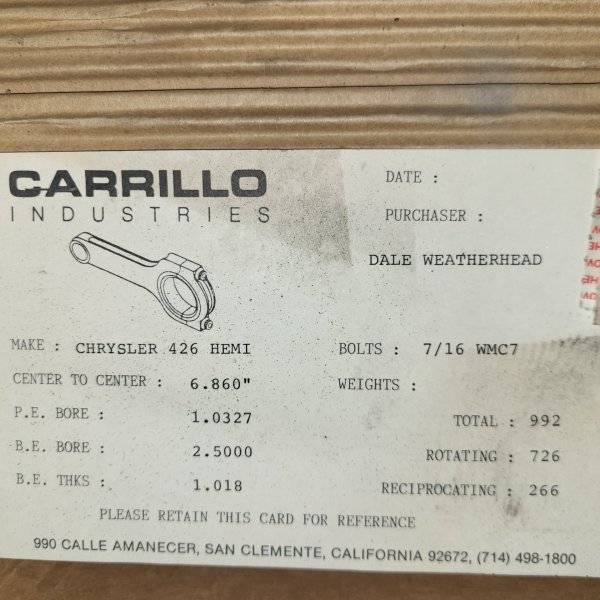 CARRILLO
INDUSTRIES
DATE :
PURCHASER :
DALE WEATHERHEAD
MAKE : CHRYSLER 426 HEMI
CENTER TO CENTER : 6.860"
P.E. BORE : 1.0327
B.E. BORE : 2.5000
B.E. THKS : 1.018
BOLTS : 7/16 WMC7
WEIGHTS :
TOTAL : 992
ROTATING : 726
RECIPROCATING : 266
PLEASE RETAIN THIS CARD FOR REFERENCE
990 CALLE AMANECER, SAN CLEMENTE, CALIFORNIA 92672, (714) 498-1800